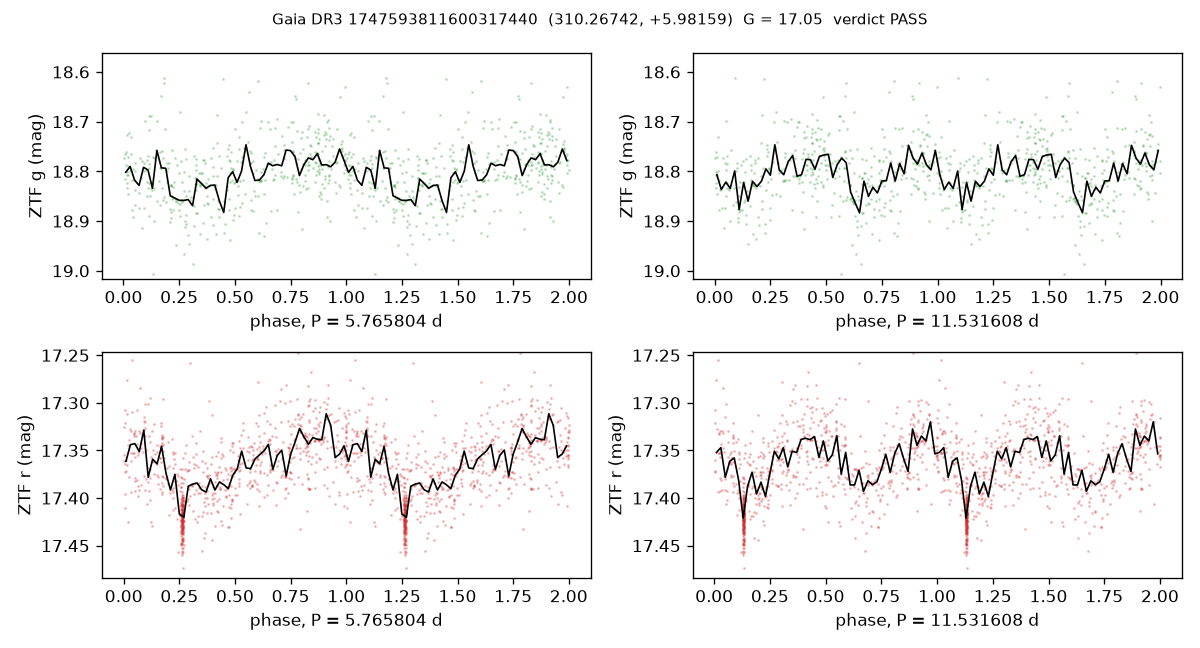 Gaia DR3 1747593811600317440  (310.26742, +5.98159)  G = 17.05  verdict PASS
ZTF g (mag)
18.6
18.7
18.8
18.9
19.0
0.00 0.25 0.50 0.75 1.00 1.25 1.50 1.75 2.00
phase, P = 5.765804 d
ZTF g (mag)
18.6
18.7
18.8
18.9
19.0
0.00 0.25 0.50 0.75 1.00 1.25 1.50 1.75 2.00
phase, P = 11.531608 d
ZTF r (mag)
17.25
17.30
17.35
17.40
17.45
0.00 0.25 0.50 0.75 1.00 1.25 1.50 1.75 2.00
phase, P = 5.765804 d
ZTF r (mag)
17.25
17.30
17.35
17.40
17.45
0.00 0.25 0.50 0.75 1.00 1.25 1.50 1.75 2.00
phase, P = 11.531608 d